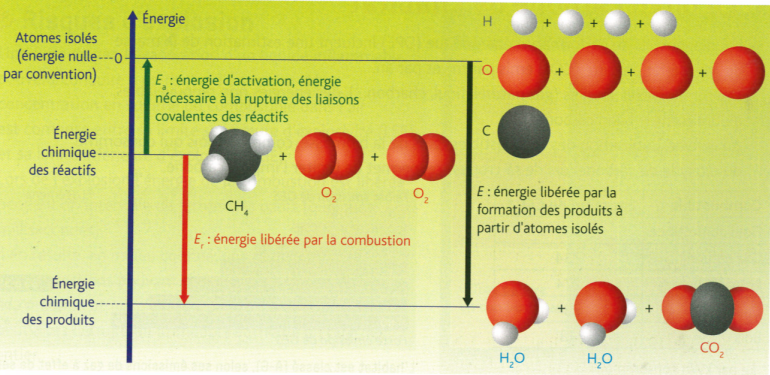 Énergie
Atomes isolés
(énergie nulle
par convention)
0
E_a : énergie d'activation, énergie
nécessaire à la rupture des liaisons
covalentes des réactifs
H + + +
O + + +
C
Énergie
chimique
des réactifs
+ +
CH₄ O₂ O₂
E_r : énergie libérée par la combustion
E : énergie libérée par la
formation des produits à
partir d'atomes isolés
Énergie
chimique
des produits
+ +
H₂O H₂O CO₂